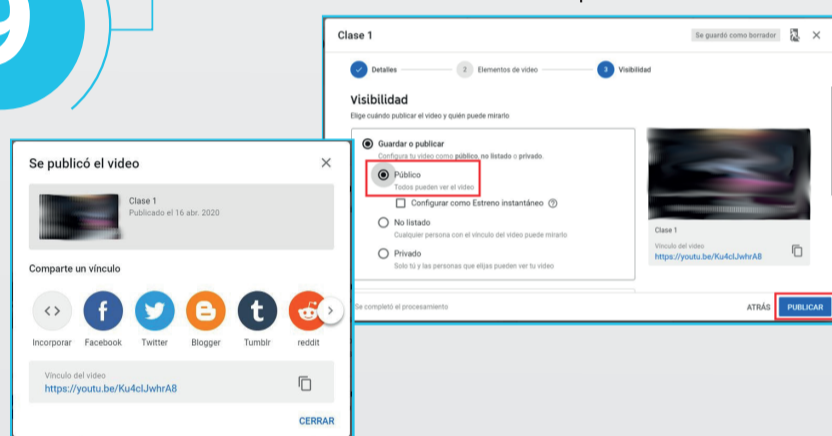 9
Clase 1
Se guardó como borrador
Detalles
2
Elementos de video
3
Visibilidad
Visibilidad
Elige cuándo publicar el video y quién puede mirarlo
Guardar o publicar
Configura tu video como público, no listado o privado.
Público
Todos pueden ver el video
Configurar como Estreno instantáneo
No listado
Cualquier persona con el vínculo del video puede mirarlo
Privado
Solo tú y las personas que elijas pueden ver tu video
Clase 1
Vínculo del video
https://youtu.be/Ku4clJwhrA8
Se completó el procesamiento
ATRÁS
PUBLICAR
Se publicó el video
Clase 1
Publicado el 16 abr. 2020
Comparte un vínculo
Incorporar Facebook Twitter Blogger Tumblr reddit
Vínculo del video
https://youtu.be/Ku4clJwhrA8
CERRAR